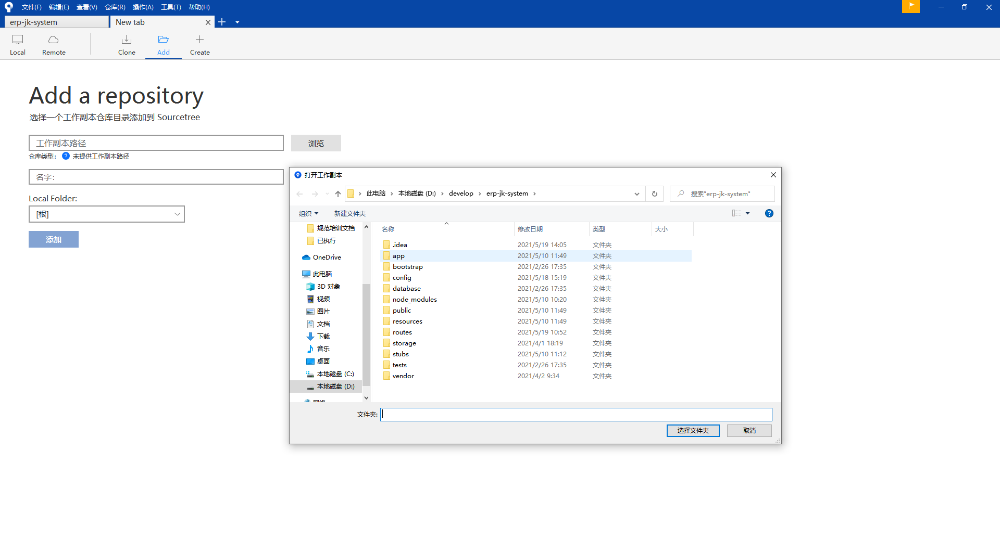 文件(F) 编辑(E) 查看(V) 仓库(R) 操作(A) 工具(T) 帮助(H)
erp-jk-system New tab
Local Remote Clone Add Create
Add a repository
选择一个工作副本仓库目录添加到 Sourcetree
工作副本路径 浏览
仓库类型: ? 未提供工作副本路径
名字:
Local Folder:
[根]
添加
打开工作副本
此电脑 本地磁盘 (D:) develop erp-jk-system 搜索"erp-jk-system"
组织 新建文件夹 ?
规范培训文档
已执行
OneDrive
此电脑
3D 对象
视频
图片
文档
下载
音乐
桌面
本地磁盘 (C:)
本地磁盘 (D:)
网络
名称 修改日期 类型 大小
.idea 2021/5/19 14:05 文件夹
app 2021/5/10 11:49 文件夹
bootstrap 2021/2/26 17:35 文件夹
config 2021/5/18 15:19 文件夹
database 2021/2/26 17:35 文件夹
node_modules 2021/5/10 10:20 文件夹
public 2021/5/10 11:49 文件夹
resources 2021/5/10 11:49 文件夹
routes 2021/5/19 10:52 文件夹
storage 2021/4/1 18:19 文件夹
stubs 2021/5/10 11:12 文件夹
tests 2021/2/26 17:35 文件夹
vendor 2021/4/2 9:34 文件夹
文件夹:
选择文件夹 取消